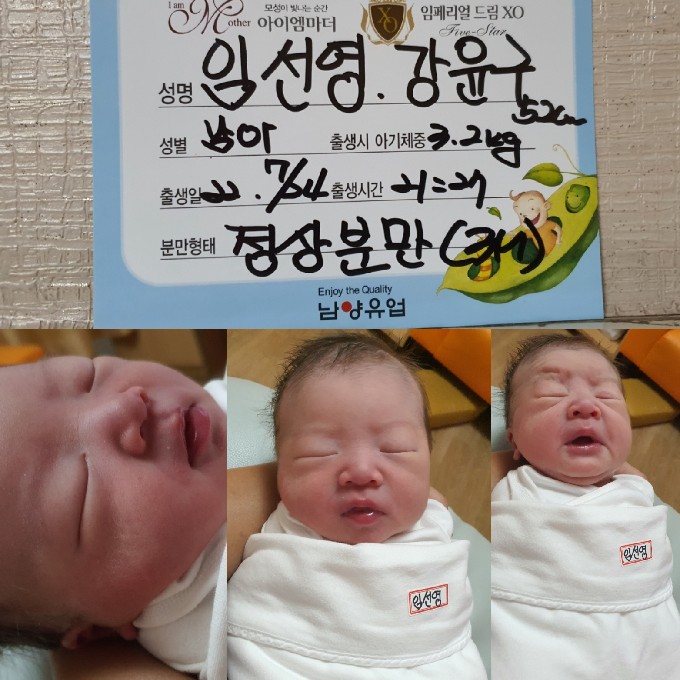 I am Mother
모성이 빛나는 순간
아이엠마더
XO
임페리얼 드림 XO
Five-Star
성명 임선영. 강윤구
52cm
성별 남아 출생시 아기체중 3.2kg
출생일 22. 7/24 출생시간 21:27
분만형태 정상분만
Enjoy the Quality
남양유업
임선영
임선영